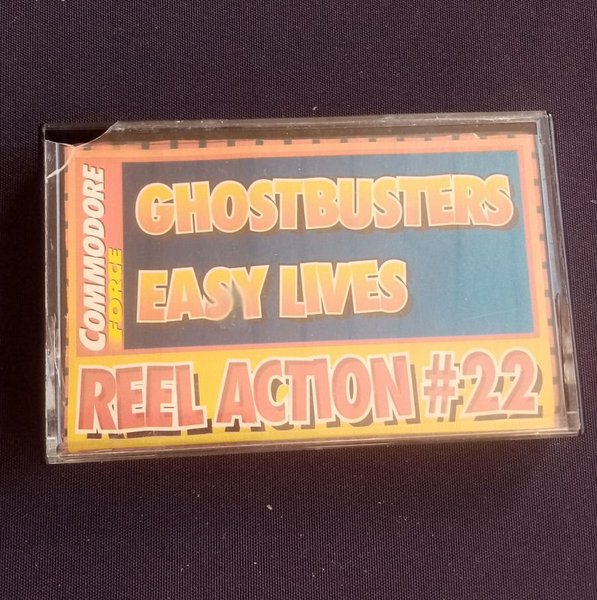 COMMODORE
FORCE
GHOSTBUSTERS
EASY LIVES
REEL ACTION #22